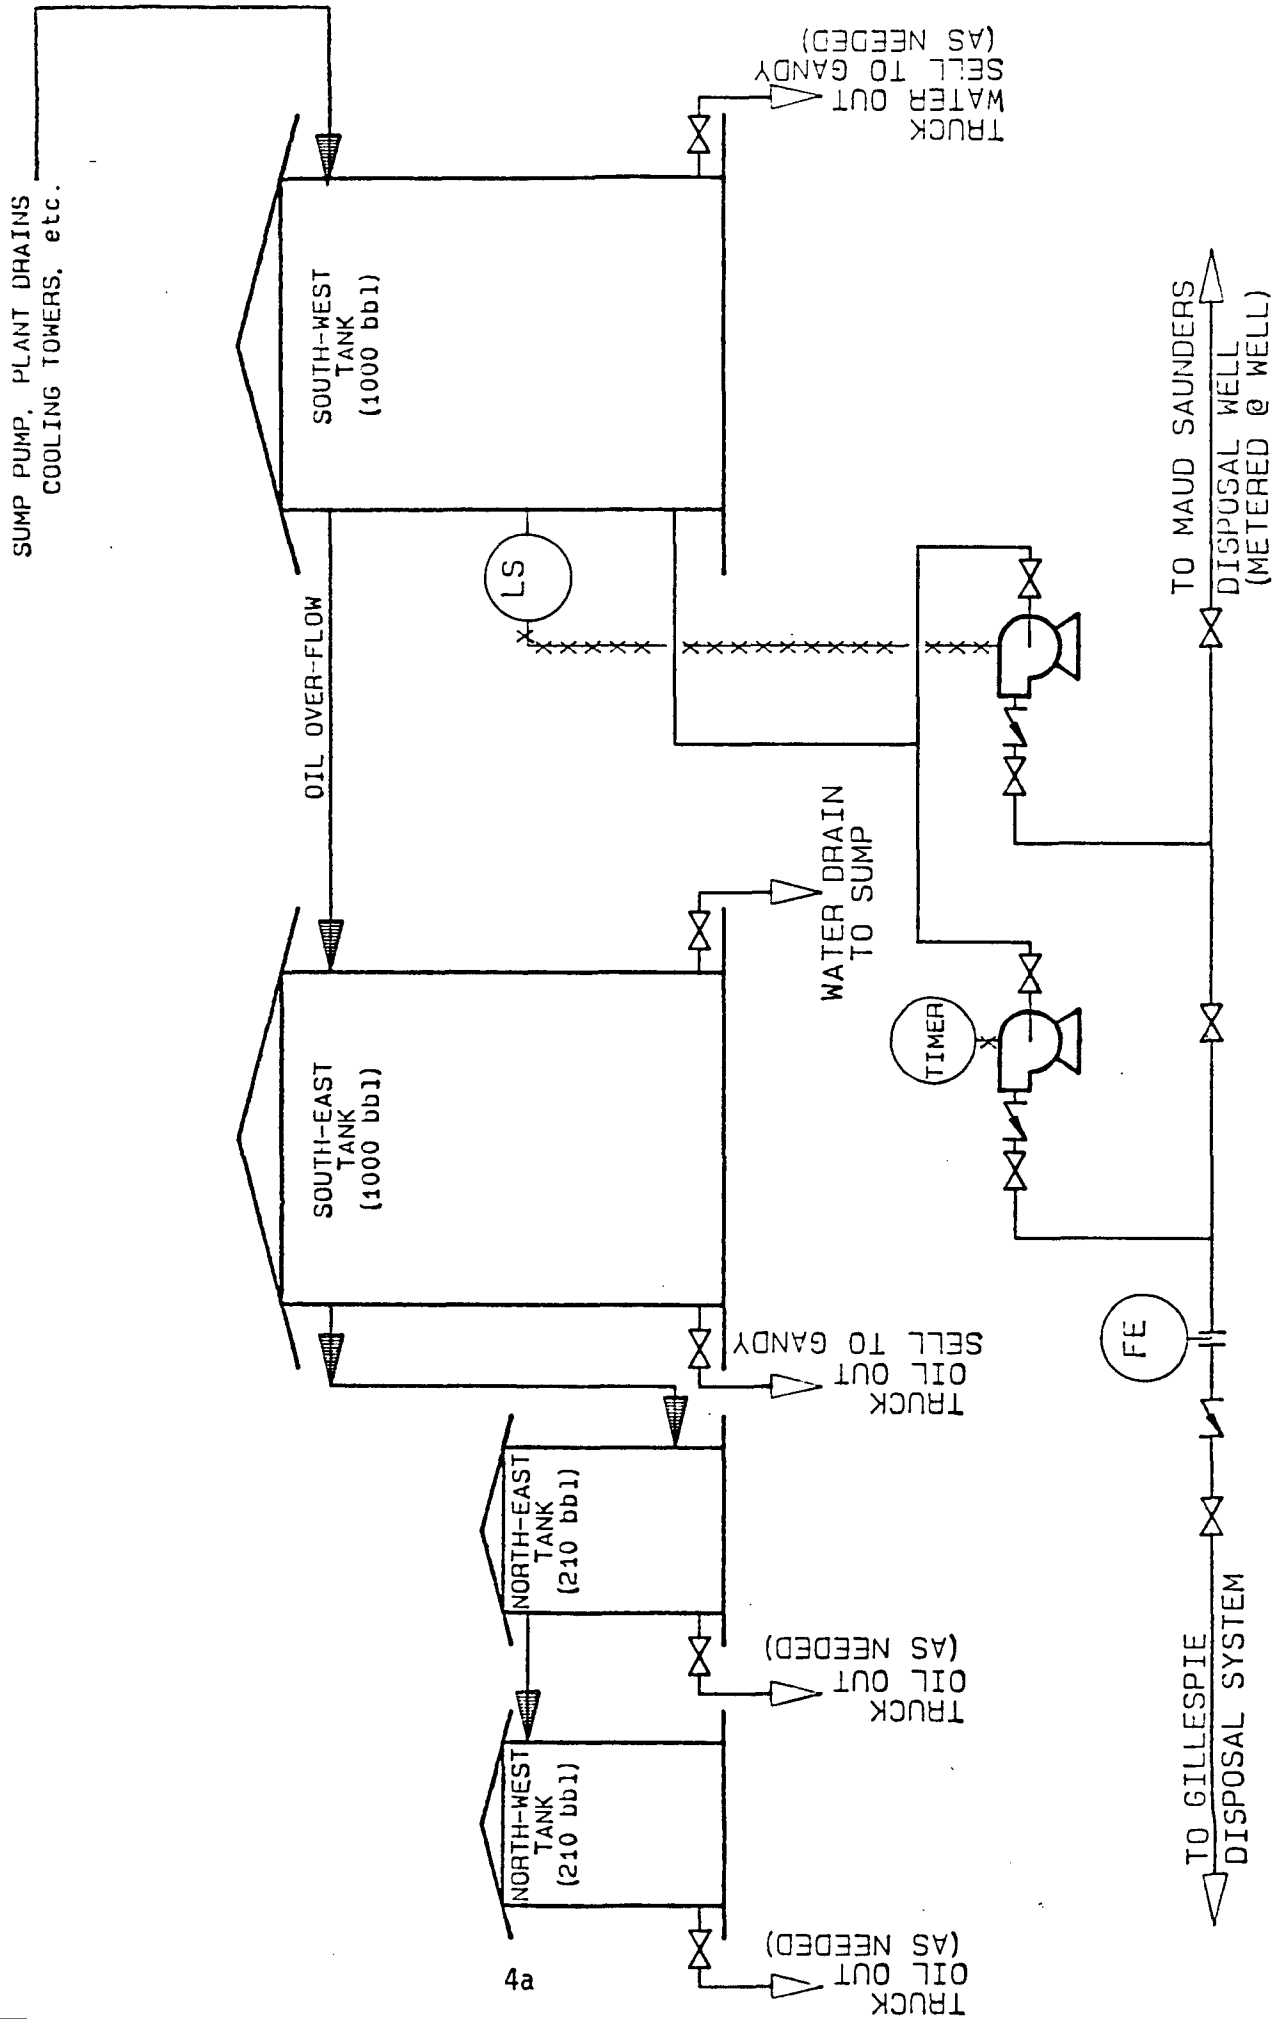 SUMP PUMP, PLANT DRAINS
COOLING TOWERS, etc.
SOUTH-WEST
TANK
(1000 bbl)
TRUCK
WATER OUT
SELL TO GANDY
(AS NEEDED)
OIL OVER-FLOW
LS
SOUTH-EAST
TANK
(1000 bbl)
WATER DRAIN
TO SUMP
TRUCK
OIL OUT
SELL TO GANDY
NORTH-EAST
TANK
(210 bbl)
TRUCK
OIL OUT
(AS NEEDED)
NORTH-WEST
TANK
(210 bbl)
TRUCK
OIL OUT
(AS NEEDED)
TIMER
FE
TO MAUD SAUNDERS
DISPOSAL WELL
(METERED @ WELL)
TO GILLESPIE
DISPOSAL SYSTEM
4a